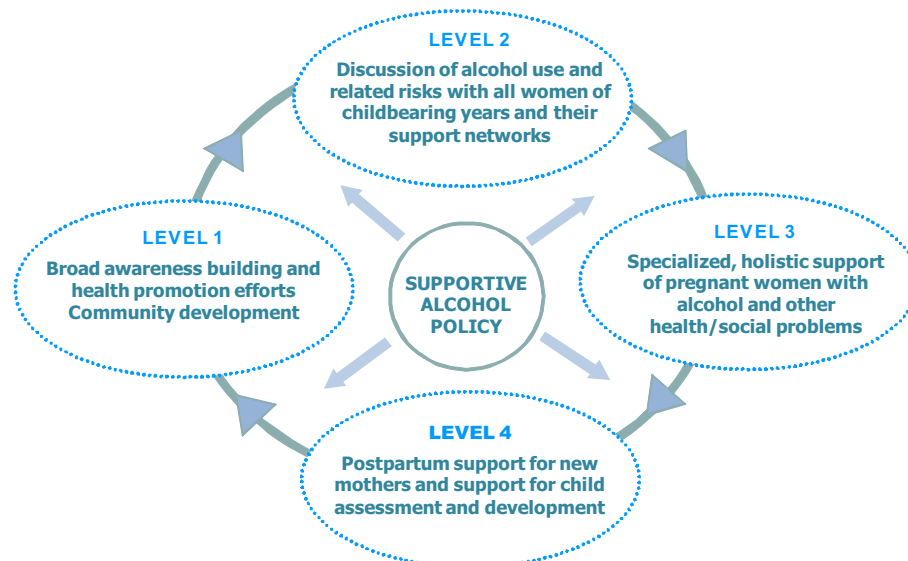 LEVEL 2
Discussion of alcohol use and
related risks with all women of
childbearing years and their
support networks
LEVEL 1
Broad awareness building and
health promotion efforts
Community development
SUPPORTIVE
ALCOHOL
POLICY
LEVEL 3
Specialized, holistic support
of pregnant women with
alcohol and other
health/social problems
LEVEL 4
Postpartum support for new
mothers and support for child
assessment and development